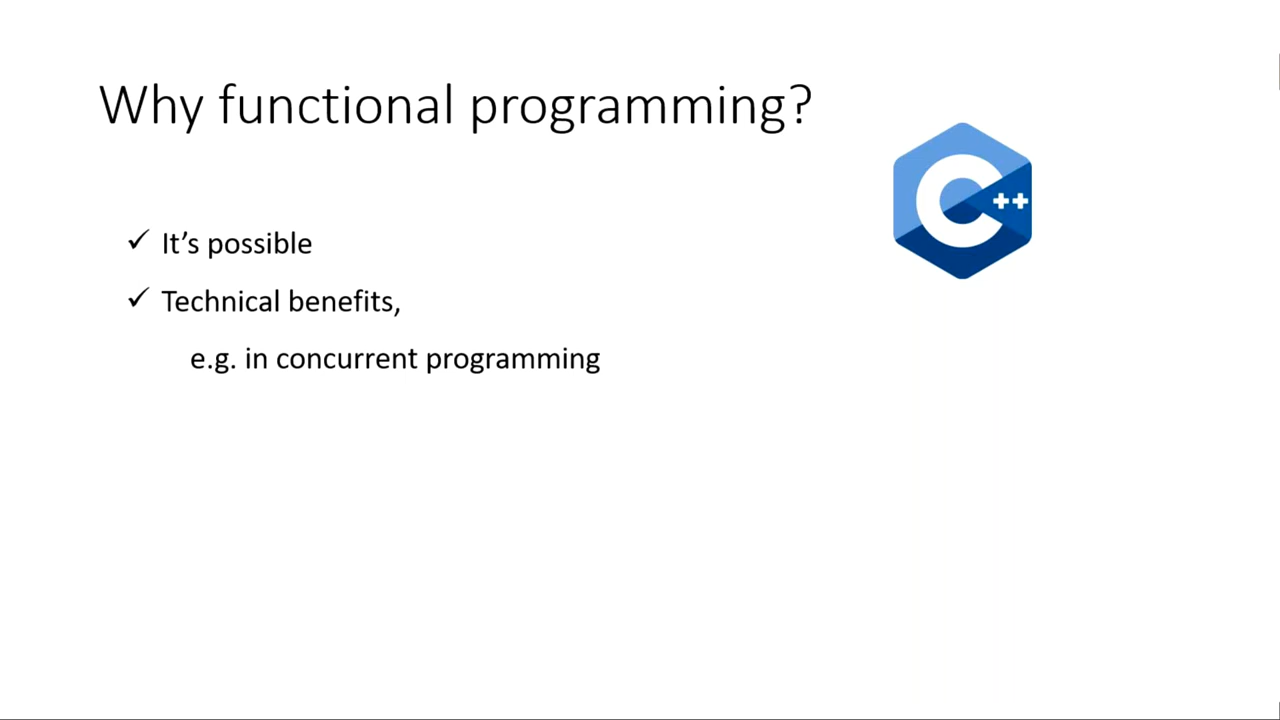 Why functional programming?
C++
✓ It's possible
✓ Technical benefits,
e.g. in concurrent programming